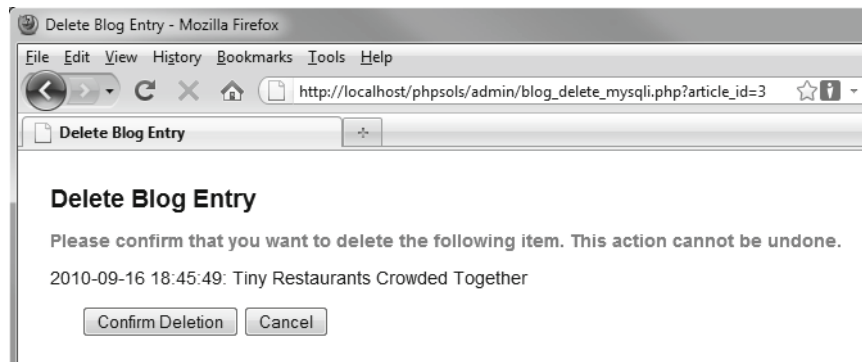 Delete Blog Entry - Mozilla Firefox
File Edit View History Bookmarks Tools Help
http://localhost/phpsols/admin/blog_delete_mysqli.php?article_id=3
Delete Blog Entry
Delete Blog Entry
Please confirm that you want to delete the following item. This action cannot be undone.
2010-09-16 18:45:49: Tiny Restaurants Crowded Together
Confirm Deletion Cancel